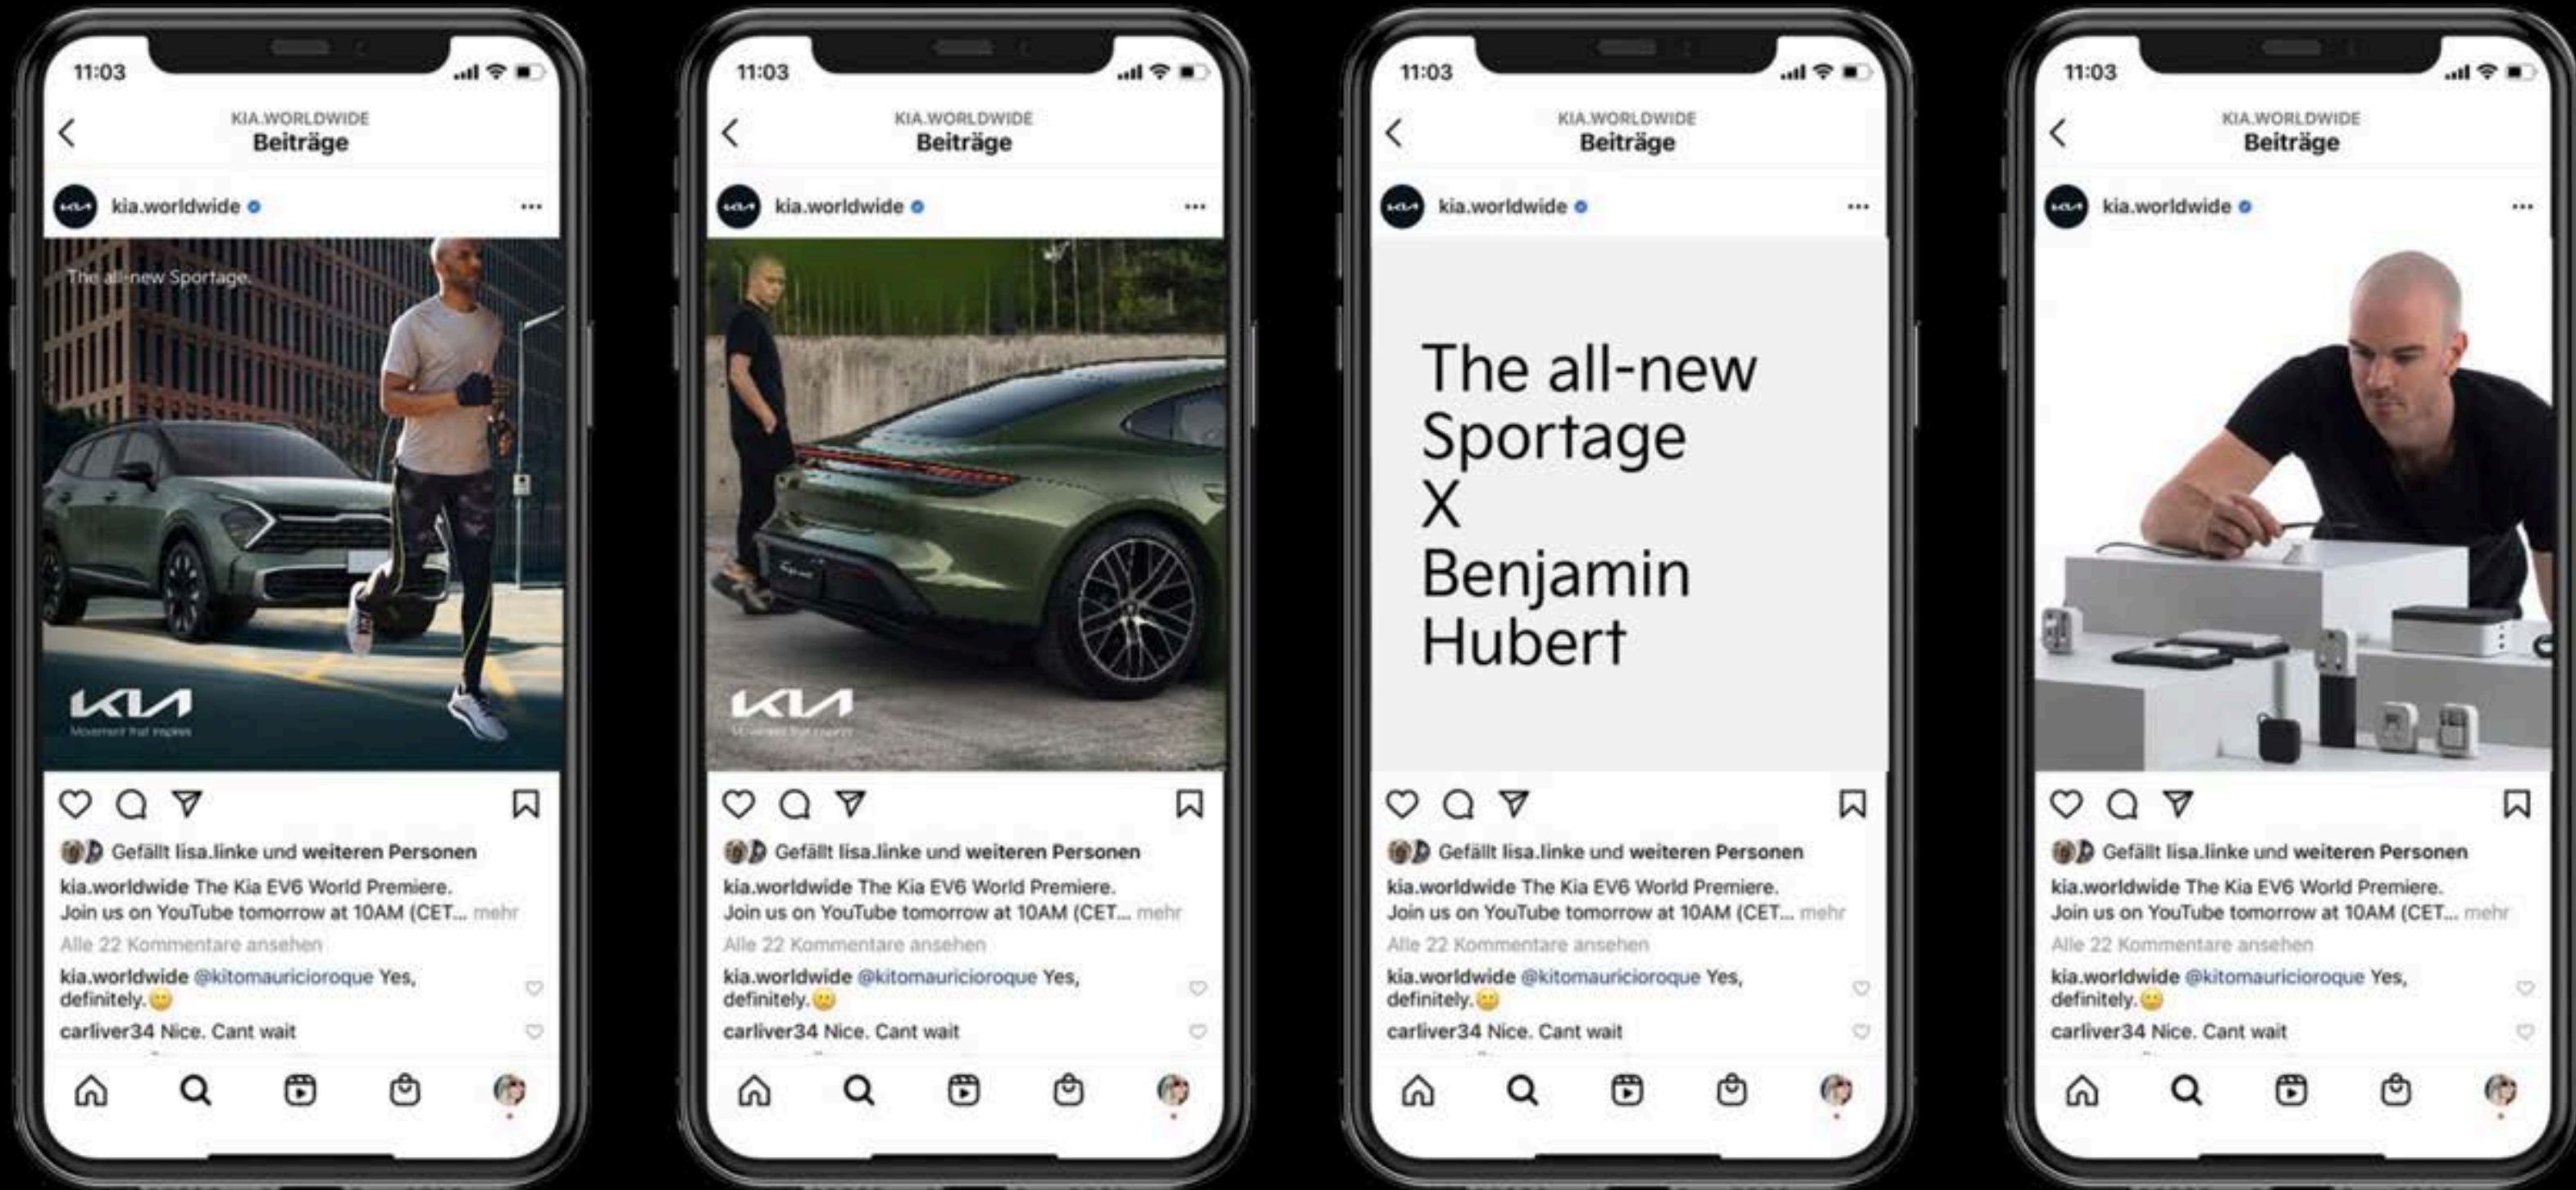 11:03
KIA.WORLDWIDE
Beiträge
kia.worldwide
The all-new Sportage.
KIA
Movement that inspires
Gefällt lisa.linke und weiteren Personen
kia.worldwide The Kia EV6 World Premiere.
Join us on YouTube tomorrow at 10AM (CET... mehr
Alle 22 Kommentare ansehen
kia.worldwide @kitomauricioroque Yes,
definitely.🙂
carliver34 Nice. Cant wait
11:03
KIA.WORLDWIDE
Beiträge
kia.worldwide
KIA
Movement that inspires
Gefällt lisa.linke und weiteren Personen
kia.worldwide The Kia EV6 World Premiere.
Join us on YouTube tomorrow at 10AM (CET... mehr
Alle 22 Kommentare ansehen
kia.worldwide @kitomauricioroque Yes,
definitely.🙂
carliver34 Nice. Cant wait
11:03
KIA.WORLDWIDE
Beiträge
kia.worldwide
The all-new
Sportage
X
Benjamin
Hubert
Gefällt lisa.linke und weiteren Personen
kia.worldwide The Kia EV6 World Premiere.
Join us on YouTube tomorrow at 10AM (CET... mehr
Alle 22 Kommentare ansehen
kia.worldwide @kitomauricioroque Yes,
definitely.🙂
carliver34 Nice. Cant wait
11:03
KIA.WORLDWIDE
Beiträge
kia.worldwide
Gefällt lisa.linke und weiteren Personen
kia.worldwide The Kia EV6 World Premiere.
Join us on YouTube tomorrow at 10AM (CET... mehr
Alle 22 Kommentare ansehen
kia.worldwide @kitomauricioroque Yes,
definitely.🙂
carliver34 Nice. Cant wait